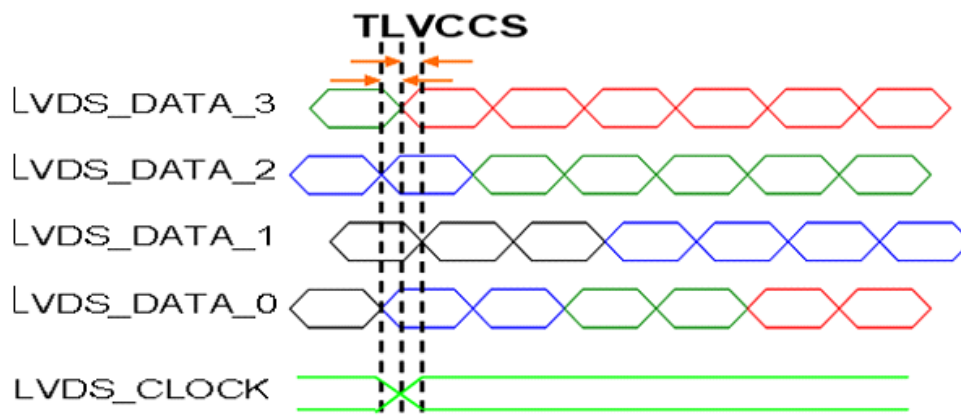 TLVCCS
LVDS_DATA_3
LVDS_DATA_2
LVDS_DATA_1
LVDS_DATA_0
LVDS_CLOCK